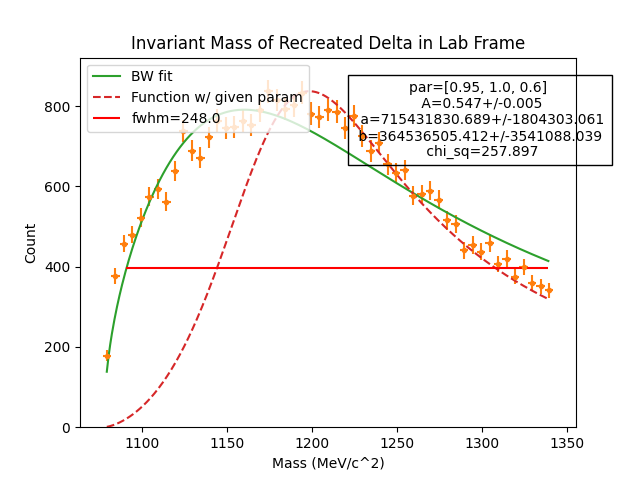 Invariant Mass of Recreated Delta in Lab Frame
BW fit
Function w/ given param
fwhm=248.0
par=[0.95, 1.0, 0.6]
A=0.547+/-0.005
a=715431830.689+/-1804303.061
b=364536505.412+/-3541088.039
chi_sq=257.897
Count
800
600
400
200
0
1100 1150 1200 1250 1300 1350
Mass (MeV/c^2)